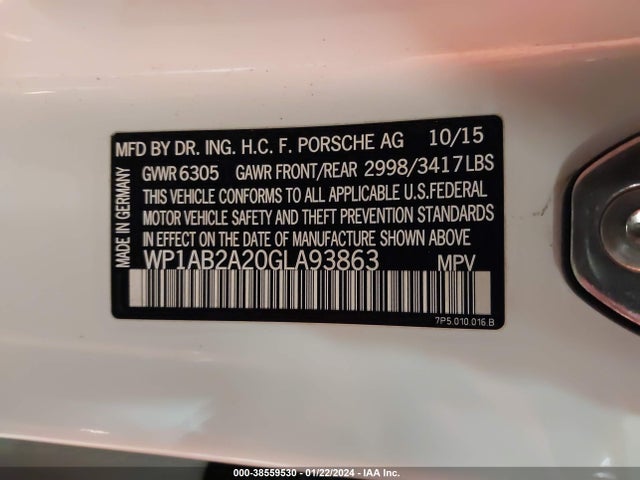 MFD BY DR. ING. H.C. F. PORSCHE AG 10/15
GVWR 6305 GAWR FRONT/REAR 2998/3417LBS
THIS VEHICLE CONFORMS TO ALL APPLICABLE U.S.FEDERAL
MOTOR VEHICLE SAFETY AND THEFT PREVENTION STANDARDS
IN EFFECT ON THE DATE OF MANUFACTURE SHOWN ABOVE
WP1AB2A20GLA93863 MPV
MADE IN GERMANY
7P5.010.016.B
000-38559530 - 01/22/2024 - IAA Inc.